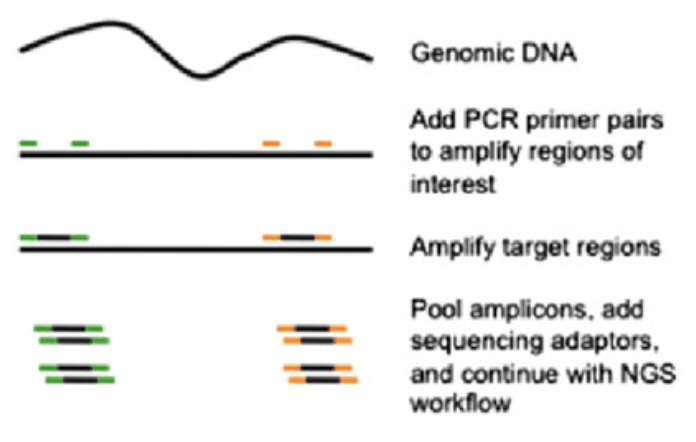 Genomic DNA
Add PCR primer pairs
to amplify regions of
interest
Amplify target regions
Pool amplicons, add
sequencing adaptors,
and continue with NGS
workflow